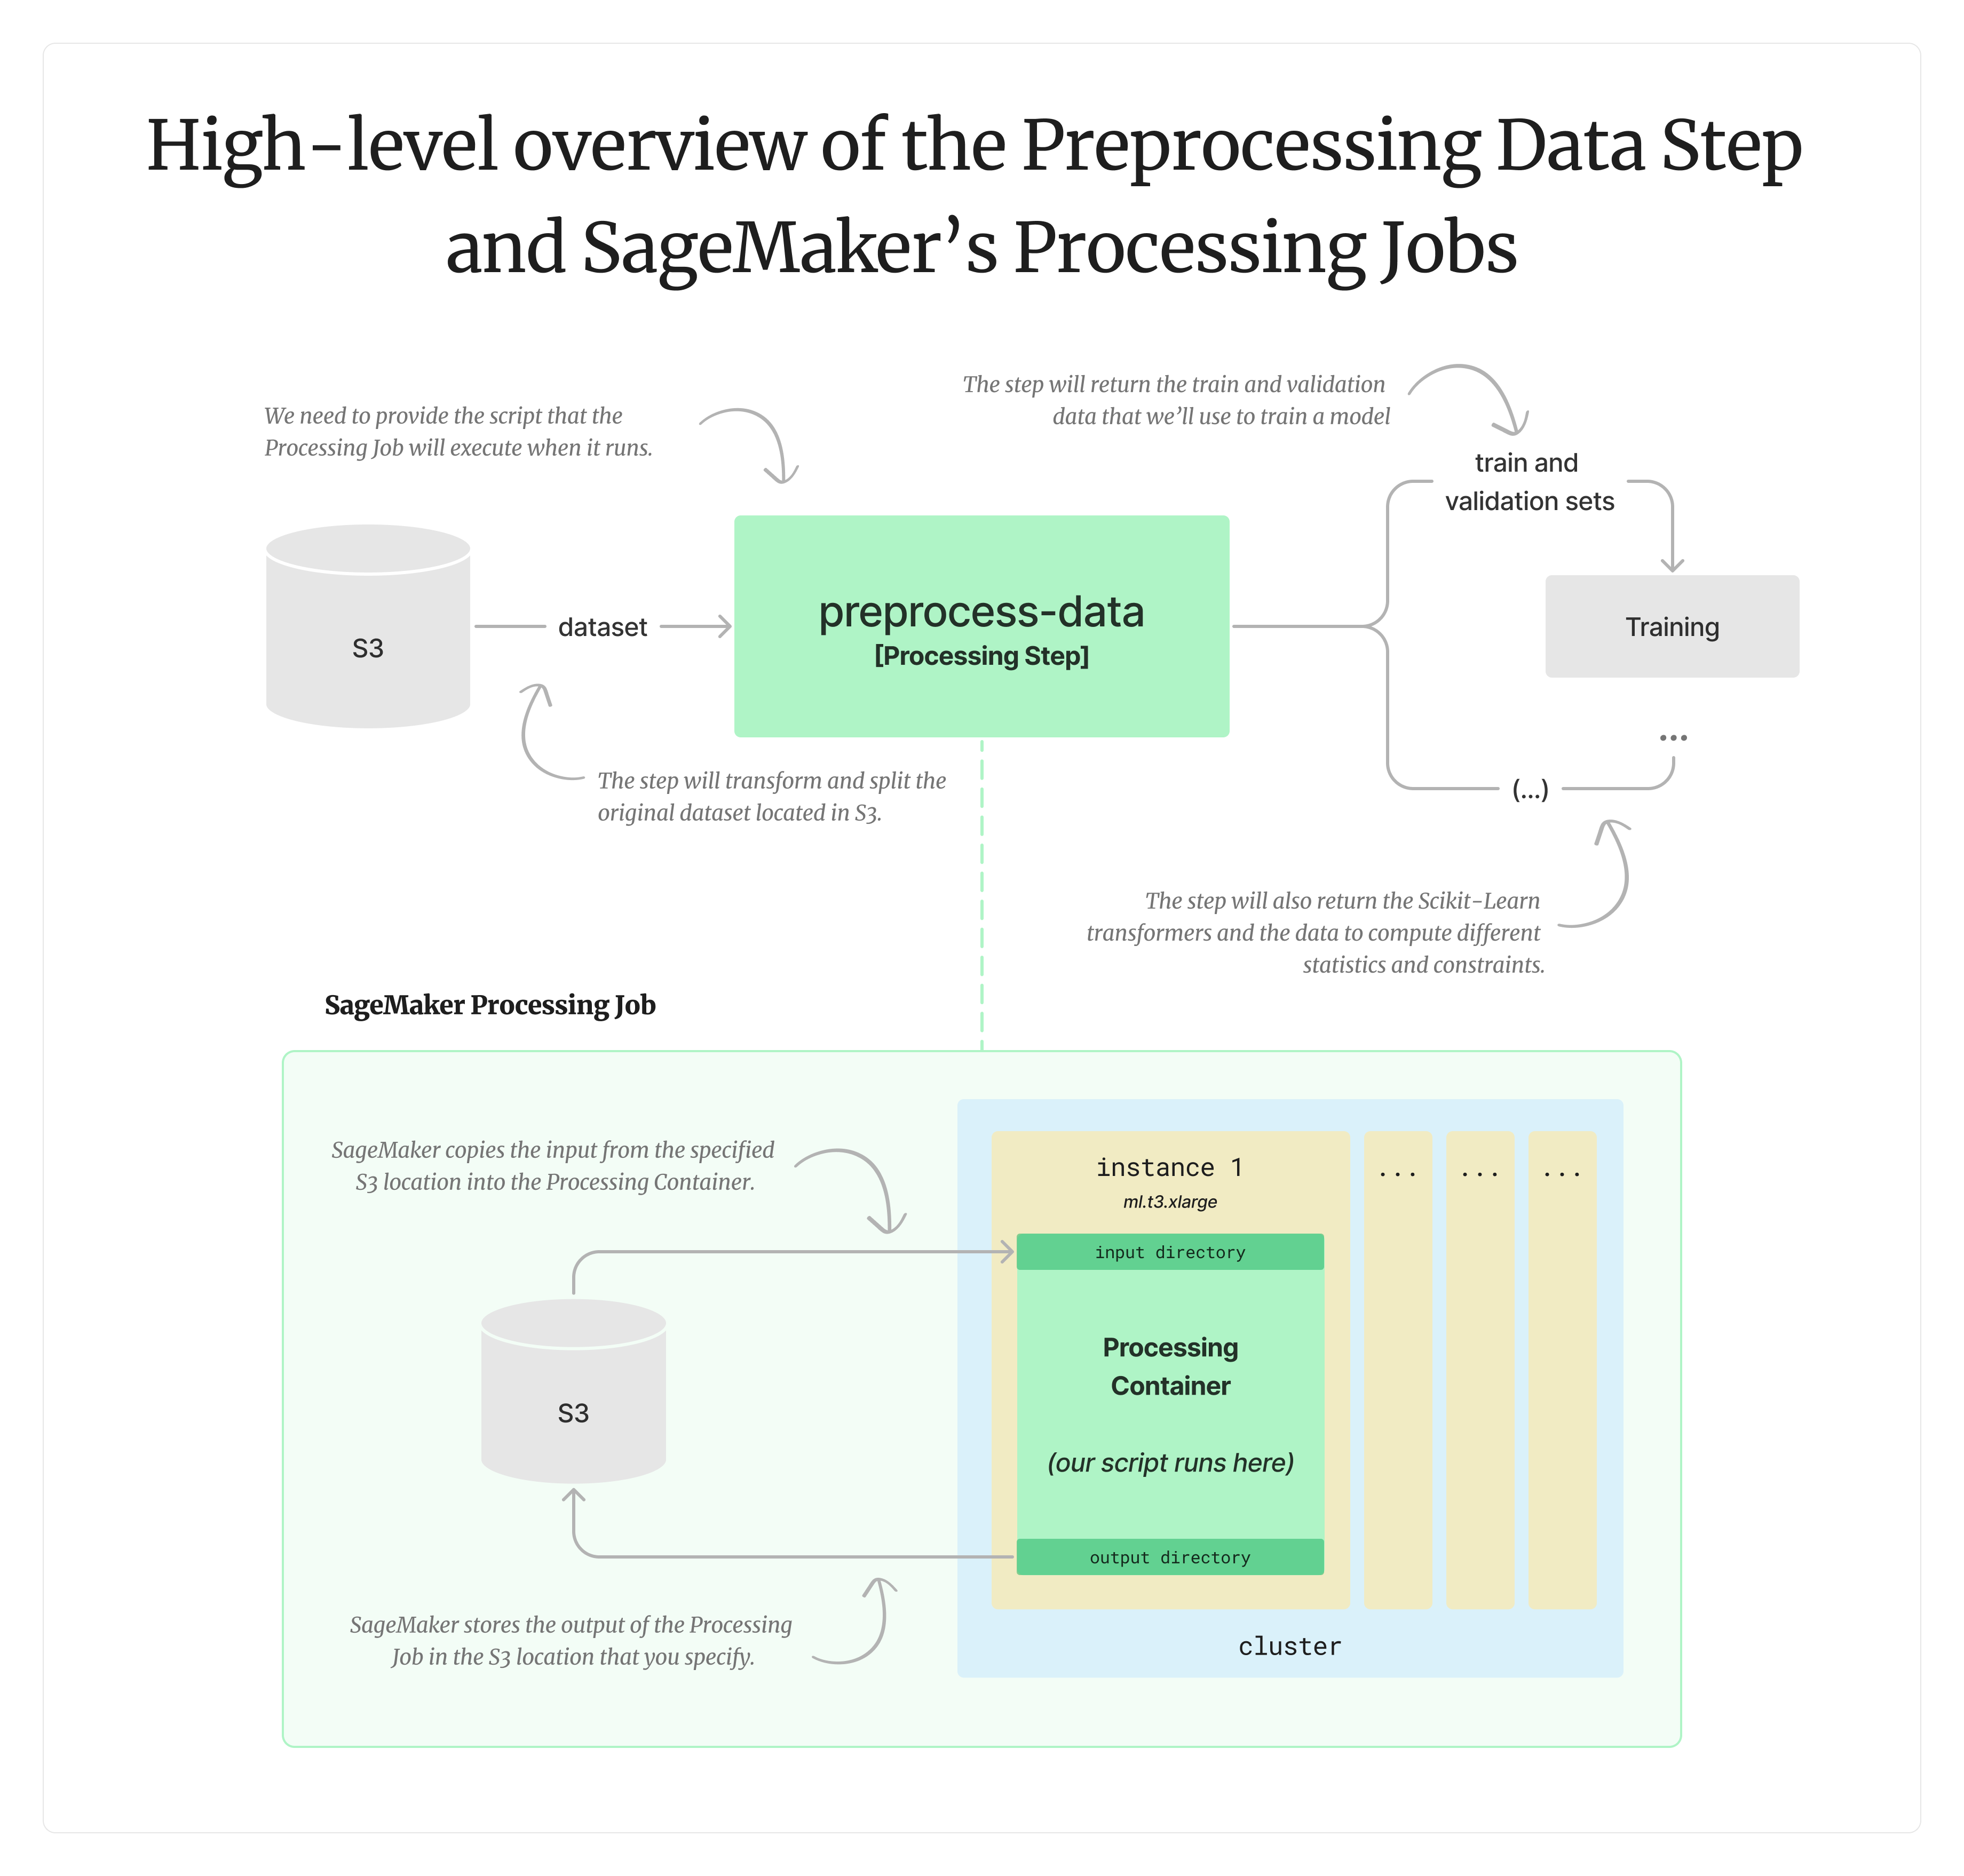 High-level overview of the Preprocessing Data Step
and SageMaker’s Processing Jobs
We need to provide the script that the
Processing Job will execute when it runs.
The step will return the train and validation
data that we’ll use to train a model
train and
validation sets
S3
dataset
preprocess-data
[Processing Step]
Training
...
(...)
The step will transform and split the
original dataset located in S3.
The step will also return the Scikit-Learn
transformers and the data to compute different
statistics and constraints.
SageMaker Processing Job
SageMaker copies the input from the specified
S3 location into the Processing Container.
S3
SageMaker stores the output of the Processing
Job in the S3 location that you specify.
instance 1
ml.t3.xlarge
input directory
Processing
Container
(our script runs here)
output directory
...
...
...
cluster